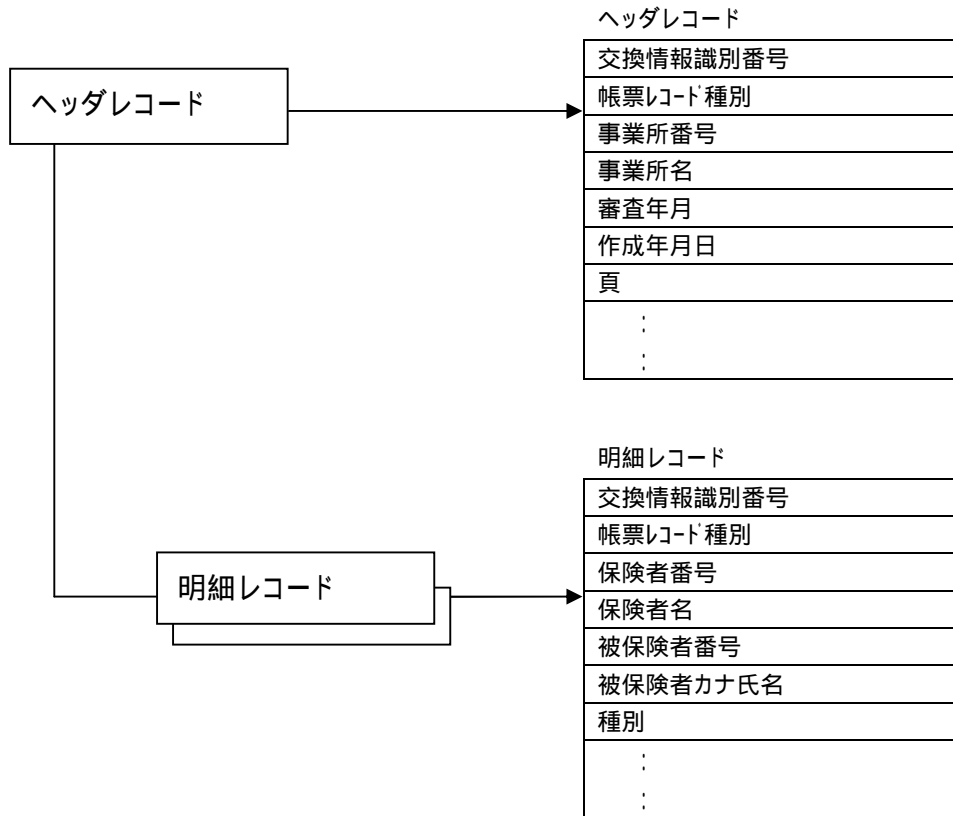 ヘッダレコード
ヘッダレコード
交換情報識別番号
帳票ﾚｺｰﾄﾞ種別
事業所番号
事業所名
審査年月
作成年月日
頁
:
:
明細レコード
明細レコード
交換情報識別番号
帳票ﾚｺｰﾄﾞ種別
保険者番号
保険者名
被保険者番号
被保険者カナ氏名
種別
:
: